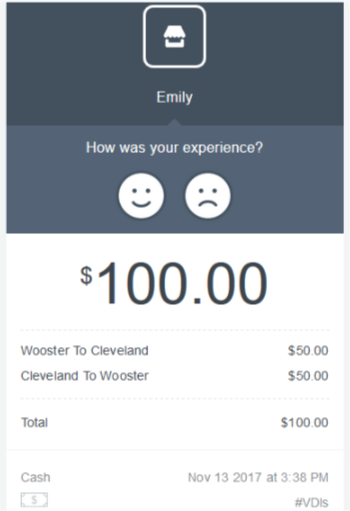 Emily
How was your experience?
$100.00
Wooster To Cleveland $50.00
Cleveland To Wooster $50.00
Total $100.00
Cash Nov 13 2017 at 3:38 PM
$ #VDIs